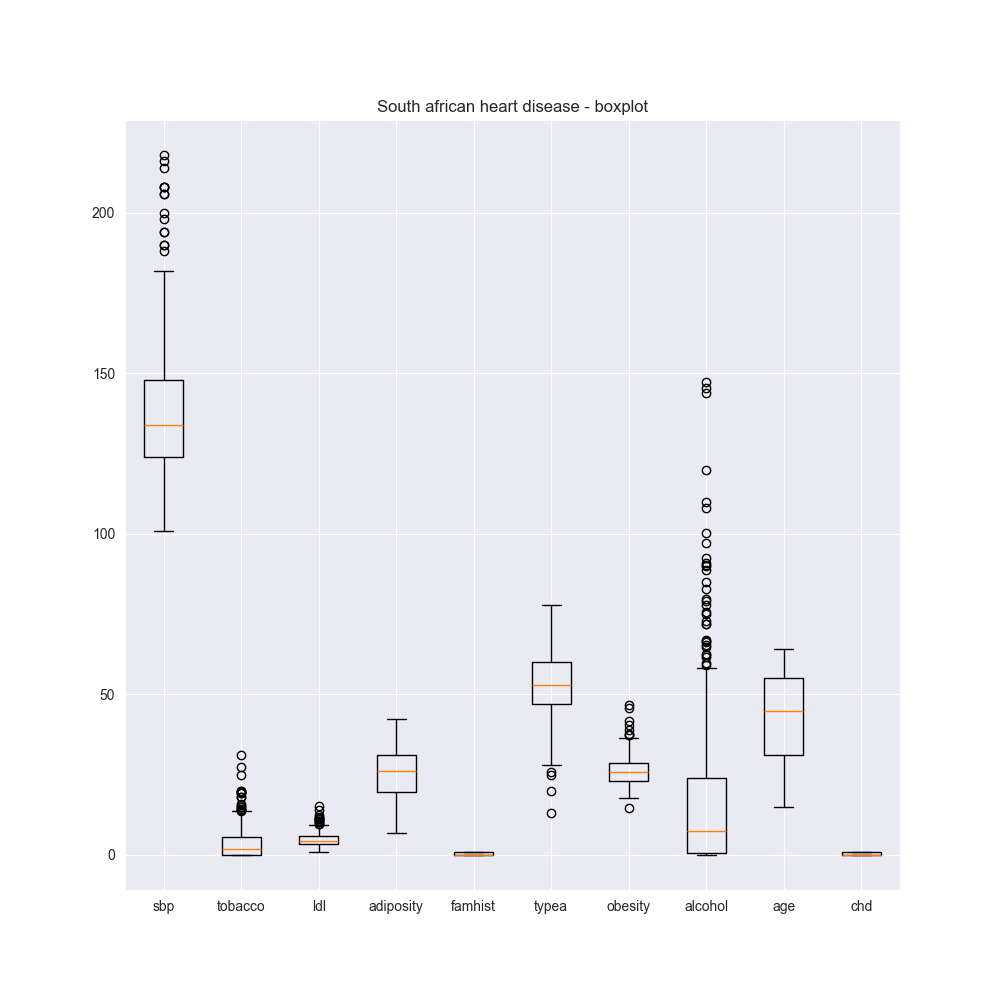 South african heart disease - boxplot
200
150
100
50
0
sbp tobacco ldl adiposity famhist typea obesity alcohol age chd